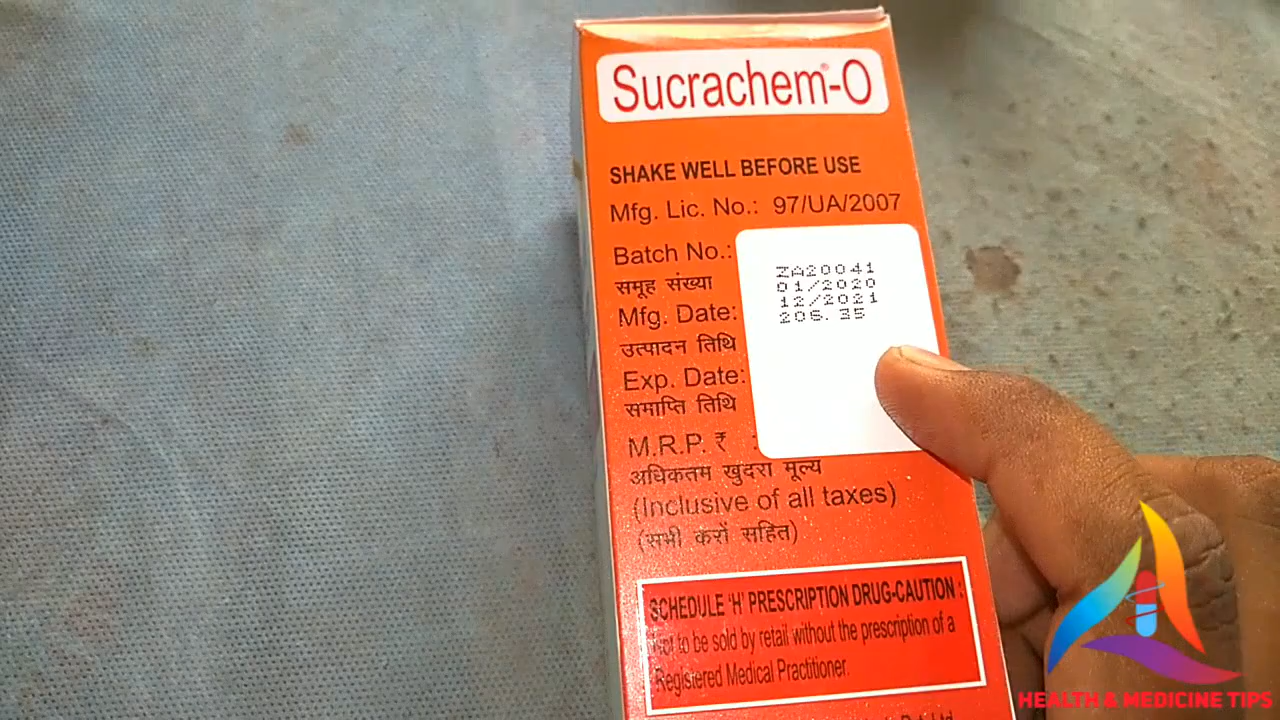 Sucrachem®-O
SHAKE WELL BEFORE USE
Mfg. Lic. No.: 97/UA/2007
Batch No.: ZA20041
समूह संख्या 01/2020
Mfg. Date: 12/2021
उत्पादन तिथि 206.35
Exp. Date:
समाप्ति तिथि
M.R.P. ₹ :
अधिकतम खुदरा मूल्य
(Inclusive of all taxes)
(सभी करों सहित)
SCHEDULE 'H' PRESCRIPTION DRUG-CAUTION :
Not to be sold by retail without the prescription of a
Registered Medical Practitioner.
Pvt. Ltd.
HEALTH & MEDICINE TIPS